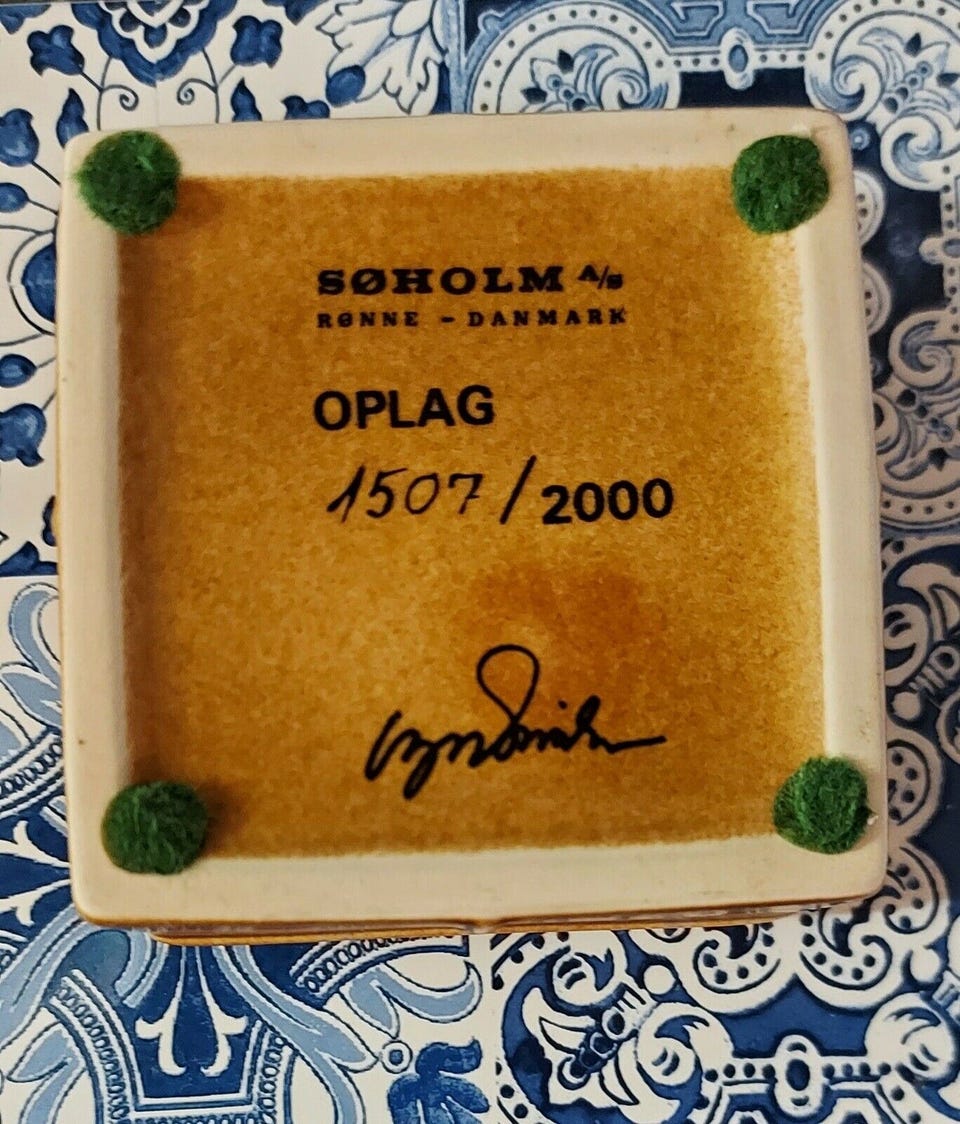 SØHOLM A/S
RØNNE - DANMARK
OPLAG
1507/2000